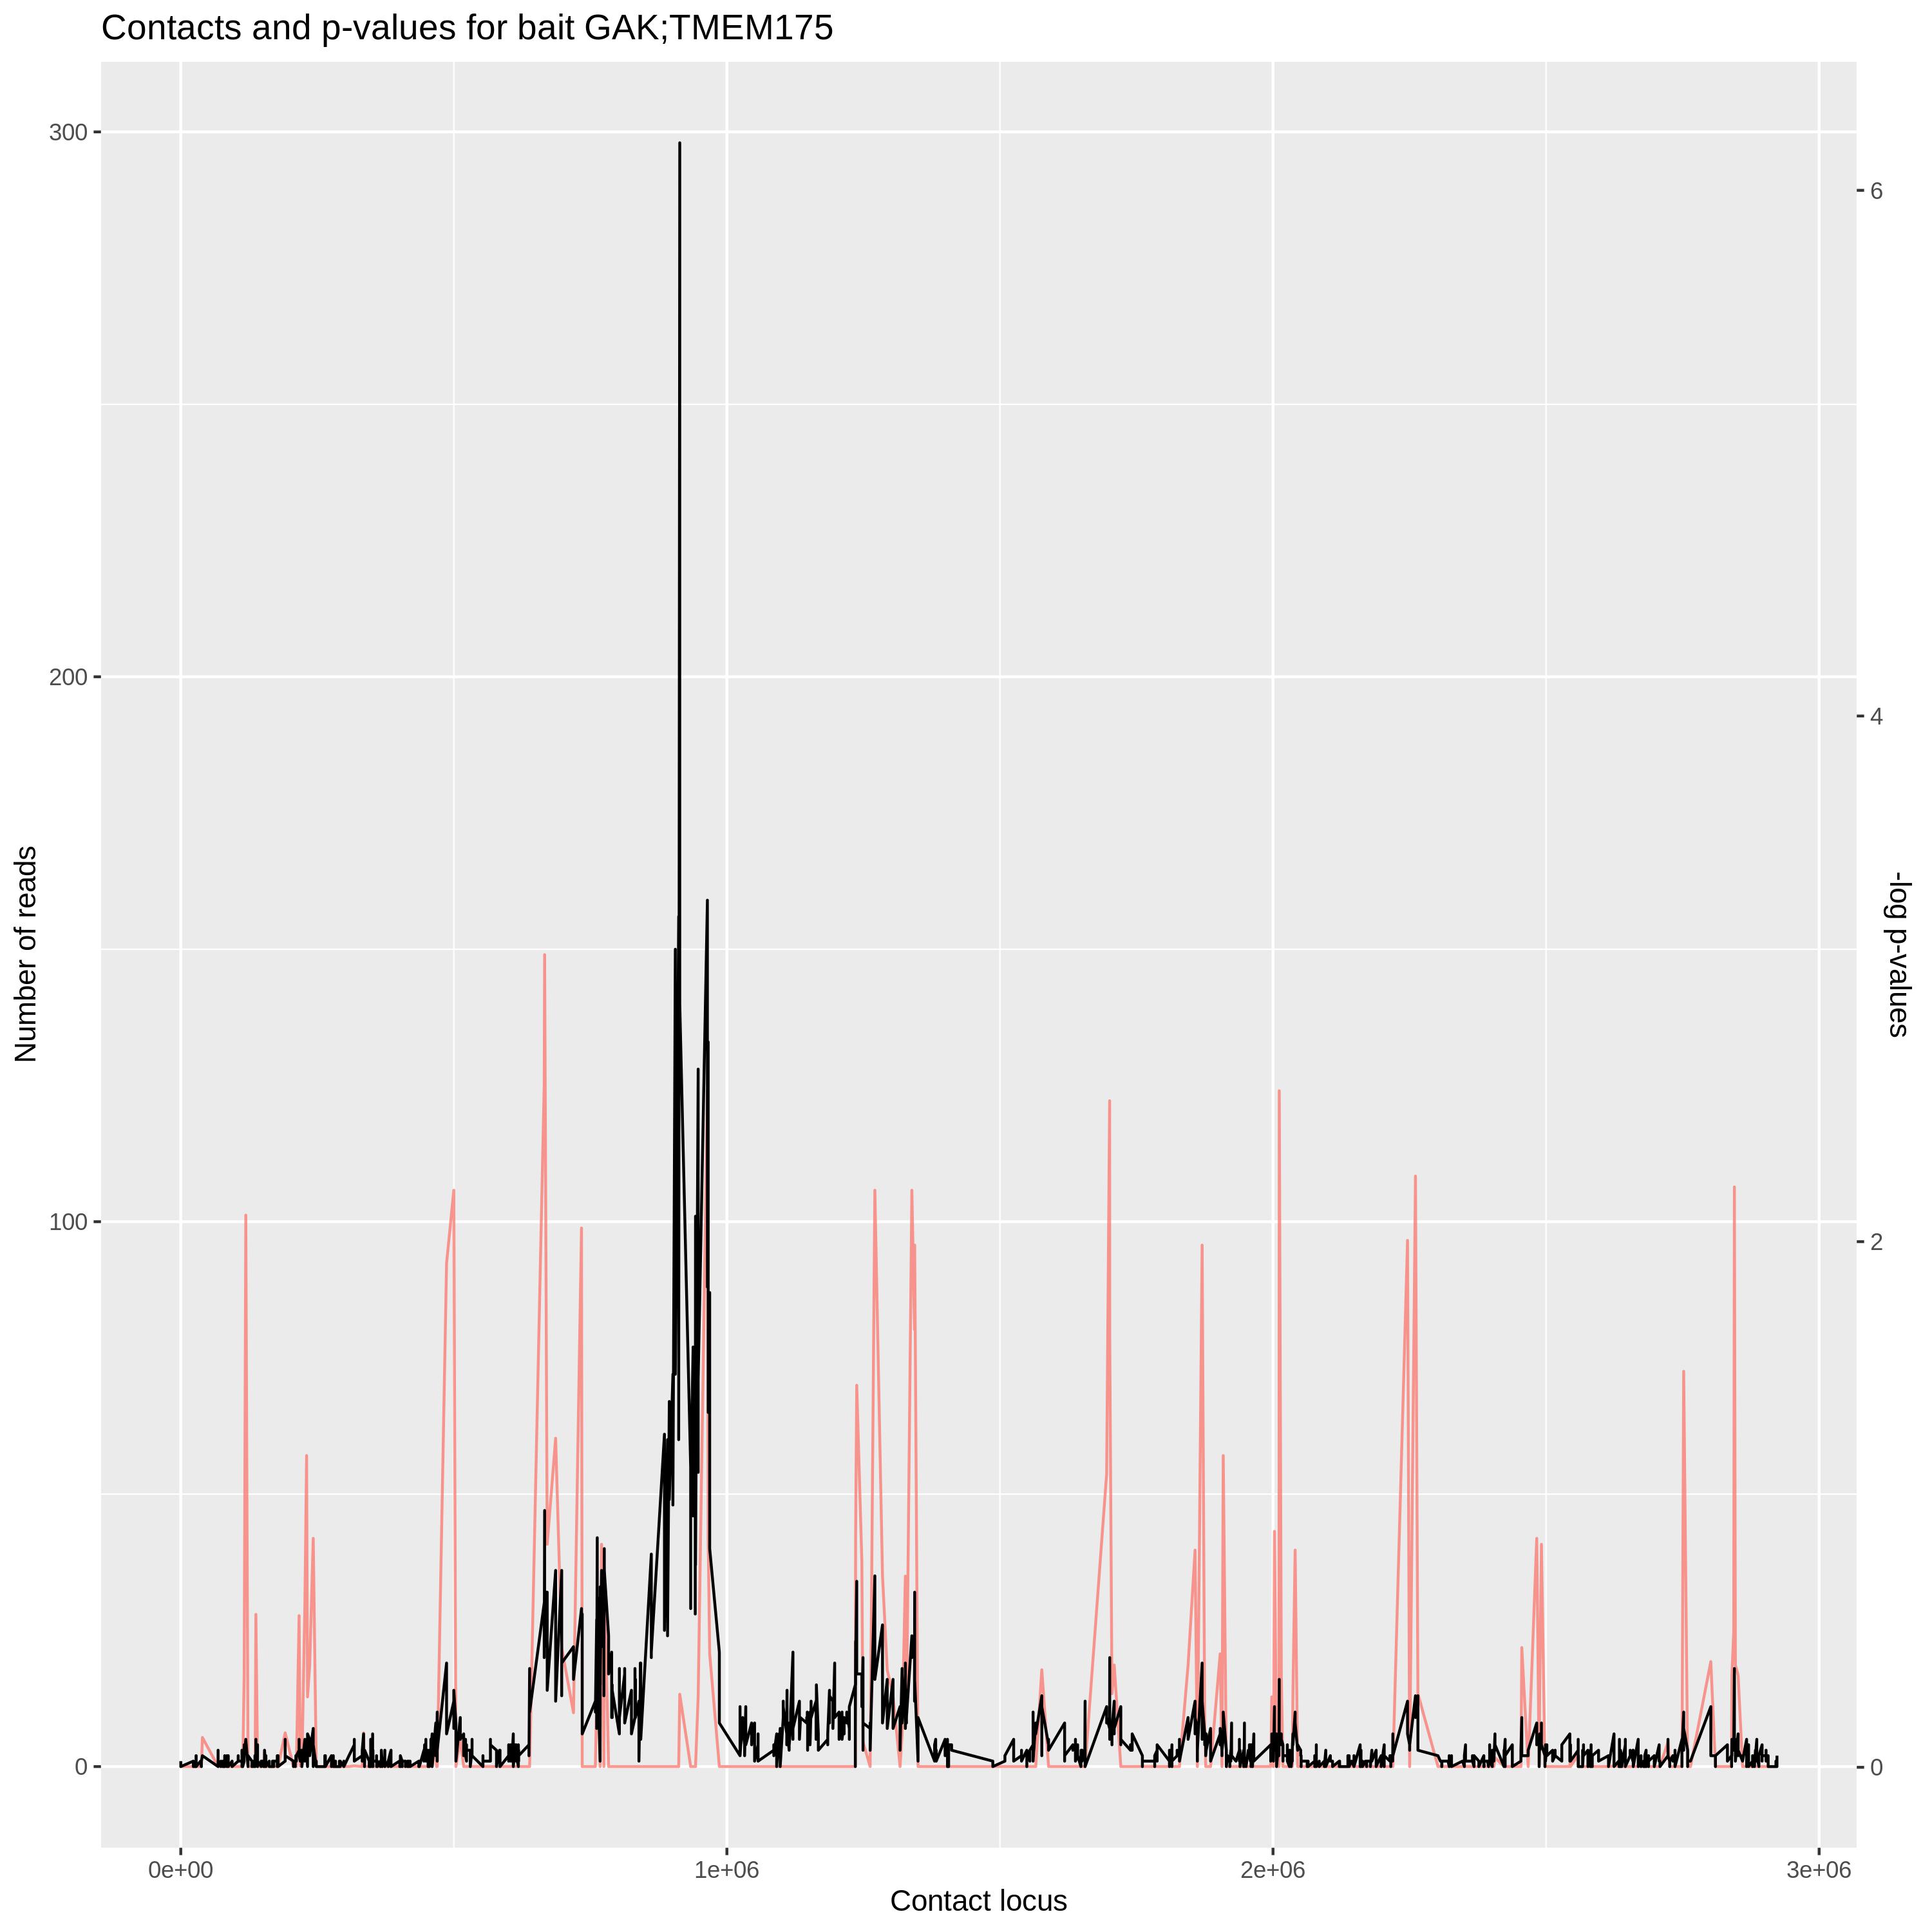 Contacts and p-values for bait GAK;TMEM175
300
200
100
0
Number of reads
6
4
2
0
-log p-values
0e+00
1e+06
2e+06
3e+06
Contact locus